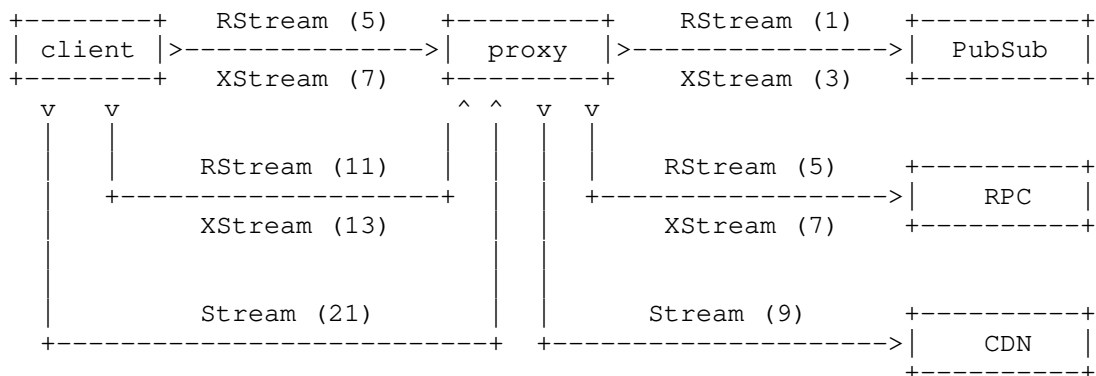 RStream (5) RStream (1)
client proxy PubSub
XStream (7) XStream (3)
RStream (11) RStream (5)
RPC
XStream (13) XStream (7)
Stream (21) Stream (9)
CDN